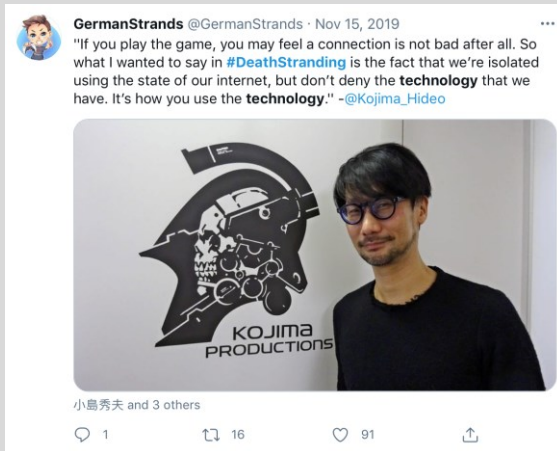 GermanStrands @GermanStrands · Nov 15, 2019
"If you play the game, you may feel a connection is not bad after all. So
what I wanted to say in #DeathStranding is the fact that we're isolated
using the state of our internet, but don't deny the technology that we
have. It's how you use the technology." -@Kojima_Hideo
KOJIMA
PRODUCTIONS
小島秀夫 and 3 others
1 16 91